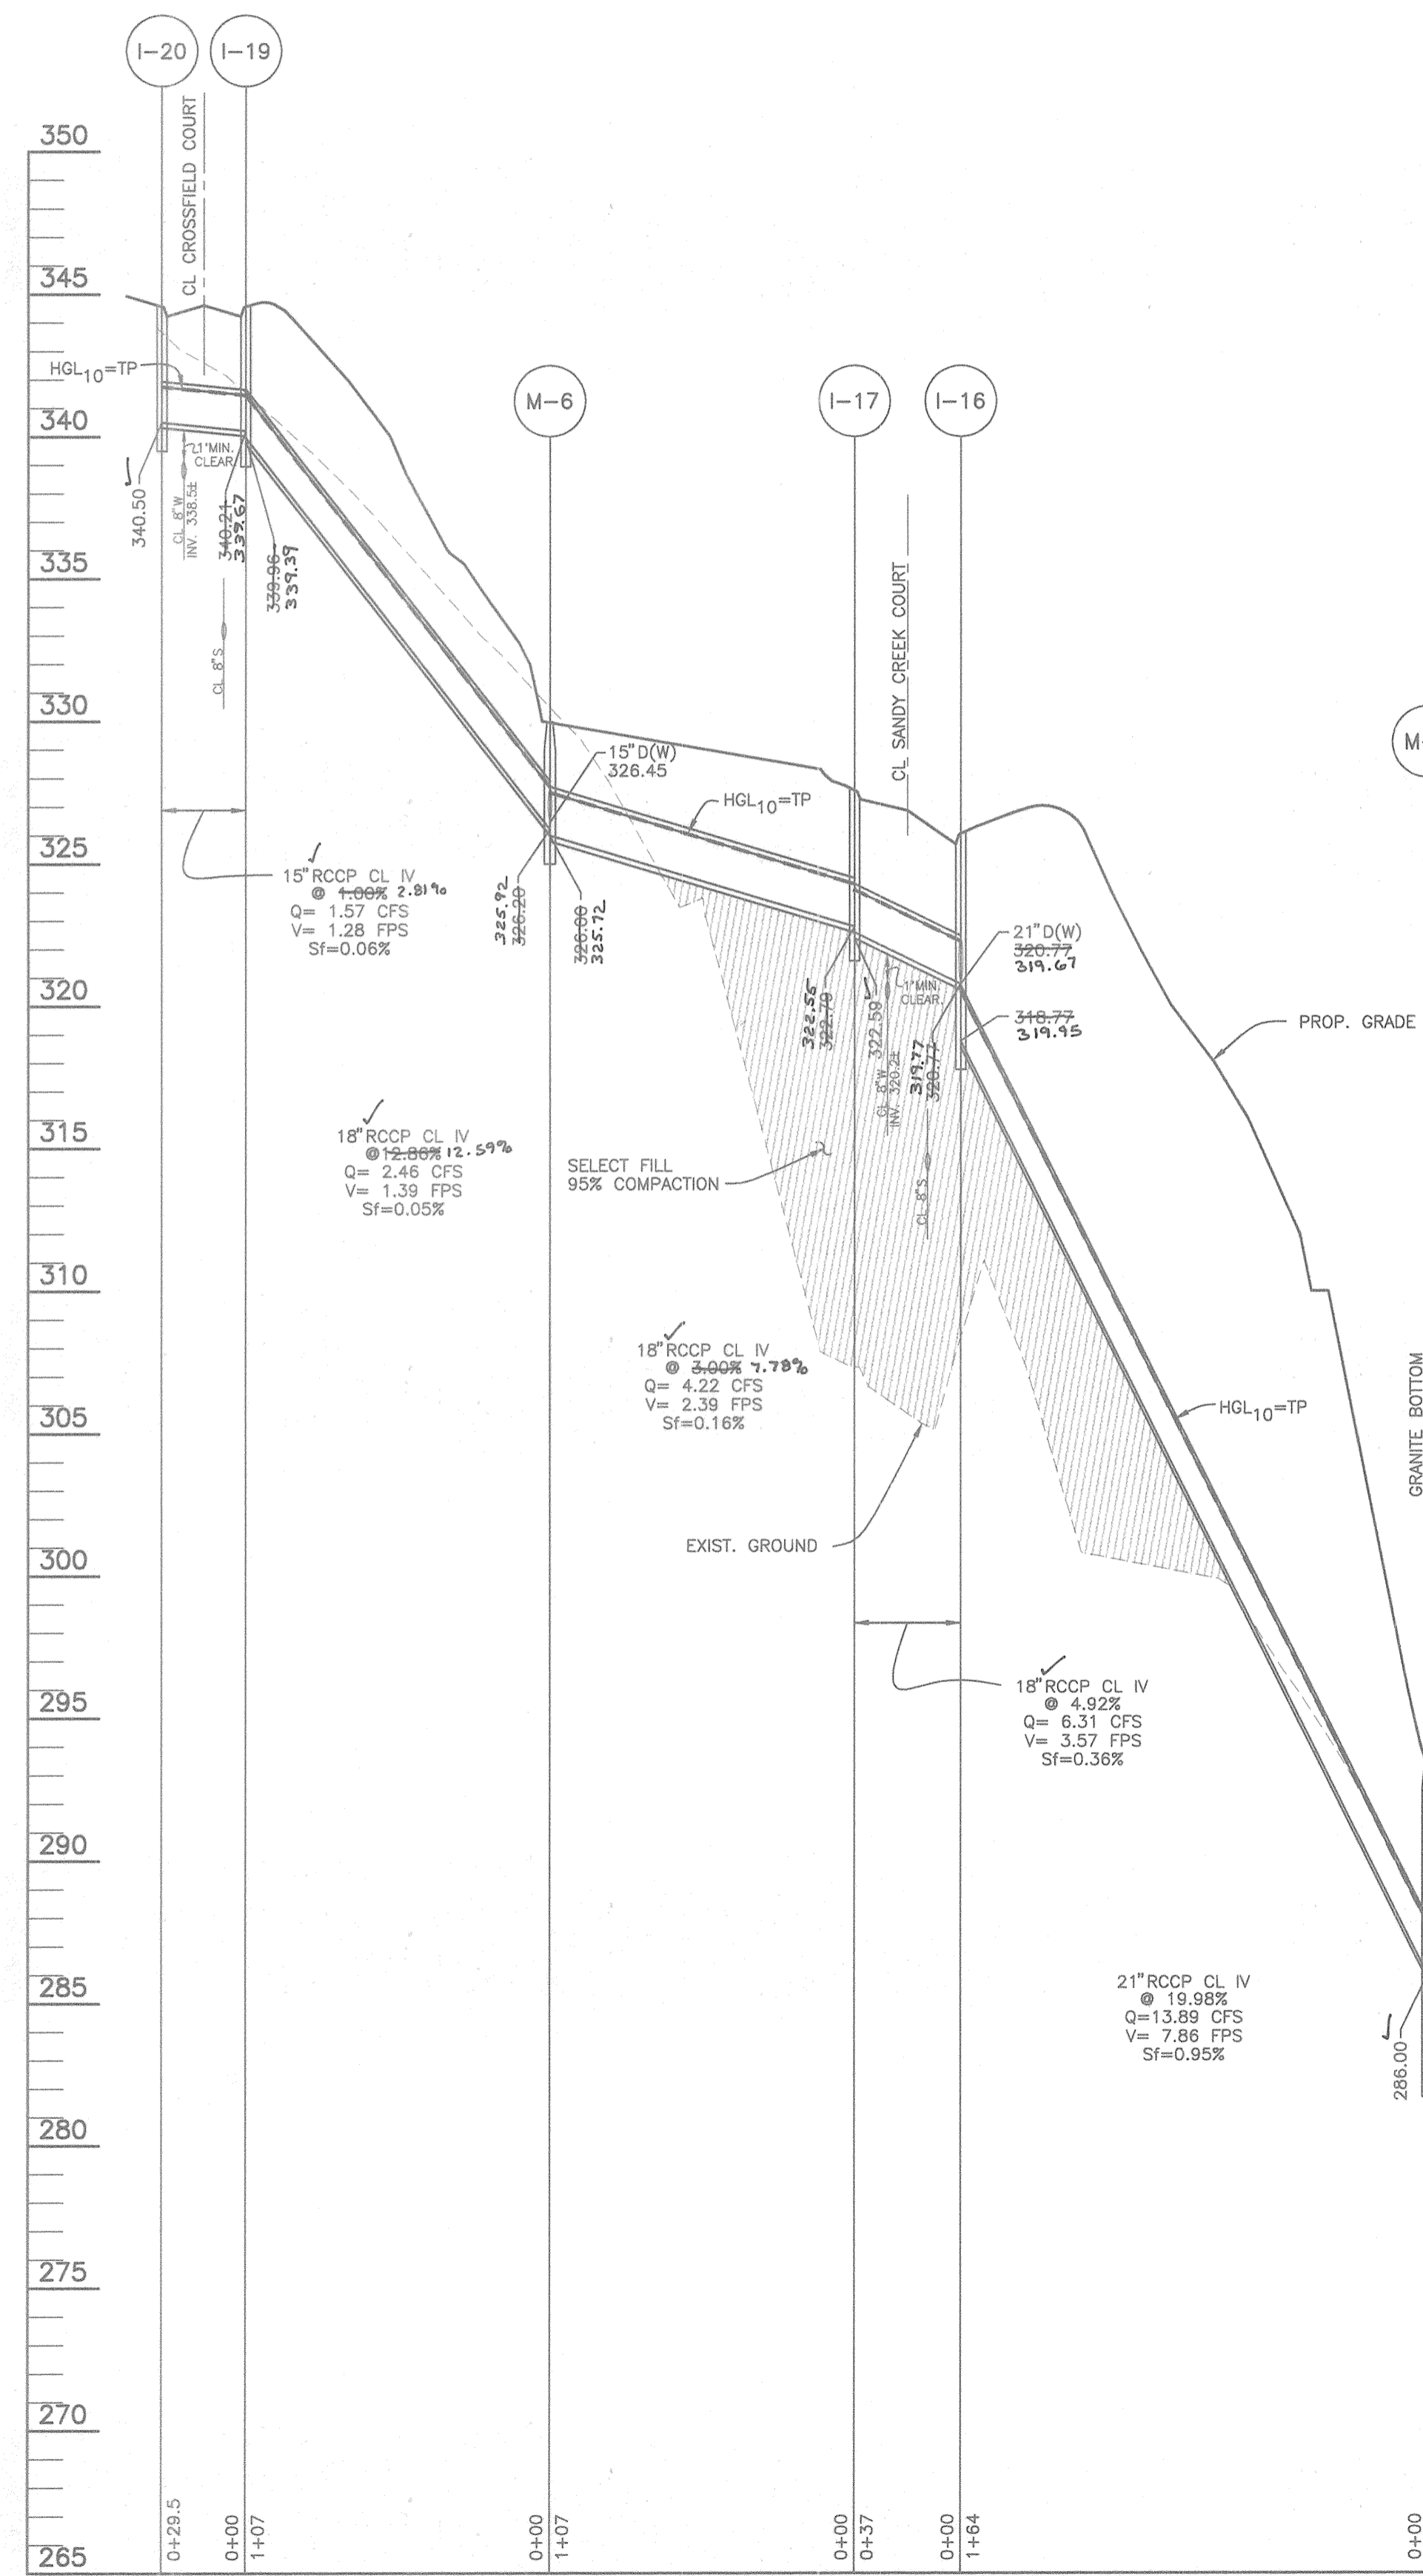 I-20
I-19
CL CROSSFIELD COURT
350
345
HGL10=TP
340
1'MIN.
CLEAR.
340.50
CL 8"W
INV. 338.5±
340.21
339.67
339.96
339.39
CL 8"S
335
330
M-6
I-17
I-16
CL SANDY CREEK COURT
M-
15"D(W)
326.45
HGL10=TP
325
15"RCCP CL IV
@ 1.00% 2.81%
Q= 1.57 CFS
V= 1.28 FPS
Sf=0.06%
325.92
326.20
326.00
325.72
21"D(W)
320.77
319.67
318.77
319.95
1'MIN.
CLEAR.
322.55
322.79
322.59
CL 8"W
INV. 320.2±
319.77
320.77
CL 8"S
PROP. GRADE
320
315
18"RCCP CL IV
@12.86% 12.59%
Q= 2.46 CFS
V= 1.39 FPS
Sf=0.05%
SELECT FILL
95% COMPACTION
310
18"RCCP CL IV
@ 3.00% 7.78%
Q= 4.22 CFS
V= 2.39 FPS
Sf=0.16%
305
HGL10=TP
GRANITE BOTTOM
EXIST. GROUND
300
295
18"RCCP CL IV
@ 4.92%
Q= 6.31 CFS
V= 3.57 FPS
Sf=0.36%
290
285
21"RCCP CL IV
@ 19.98%
Q=13.89 CFS
V= 7.86 FPS
Sf=0.95%
286.00
280
275
270
265
0+29.5
0+00
1+07
0+00
1+07
0+00
0+37
0+00
1+64
0+00